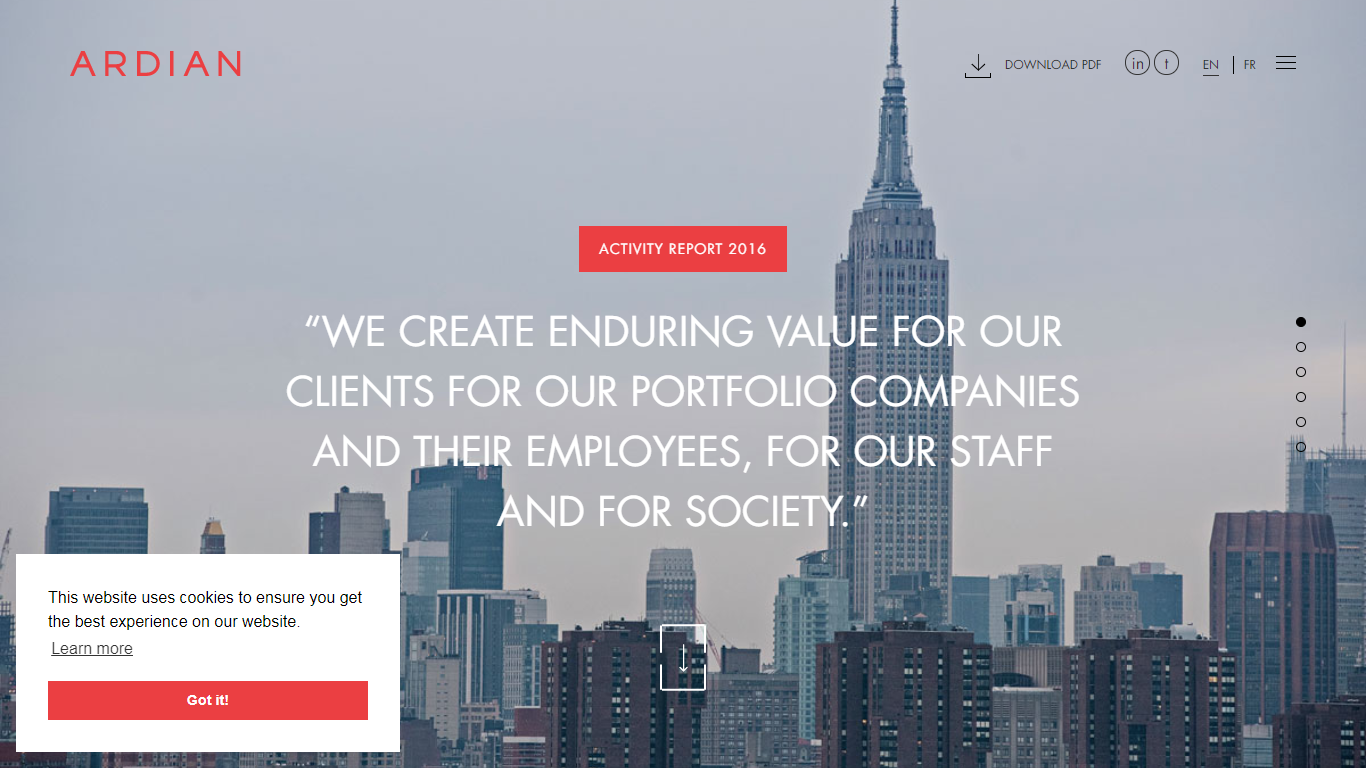 ARDIAN
DOWNLOAD PDF
in
t
EN
FR
ACTIVITY REPORT 2016
“WE CREATE ENDURING VALUE FOR OUR
CLIENTS FOR OUR PORTFOLIO COMPANIES
AND THEIR EMPLOYEES, FOR OUR STAFF
AND FOR SOCIETY.”
This website uses cookies to ensure you get
the best experience on our website.
Learn more
Got it!